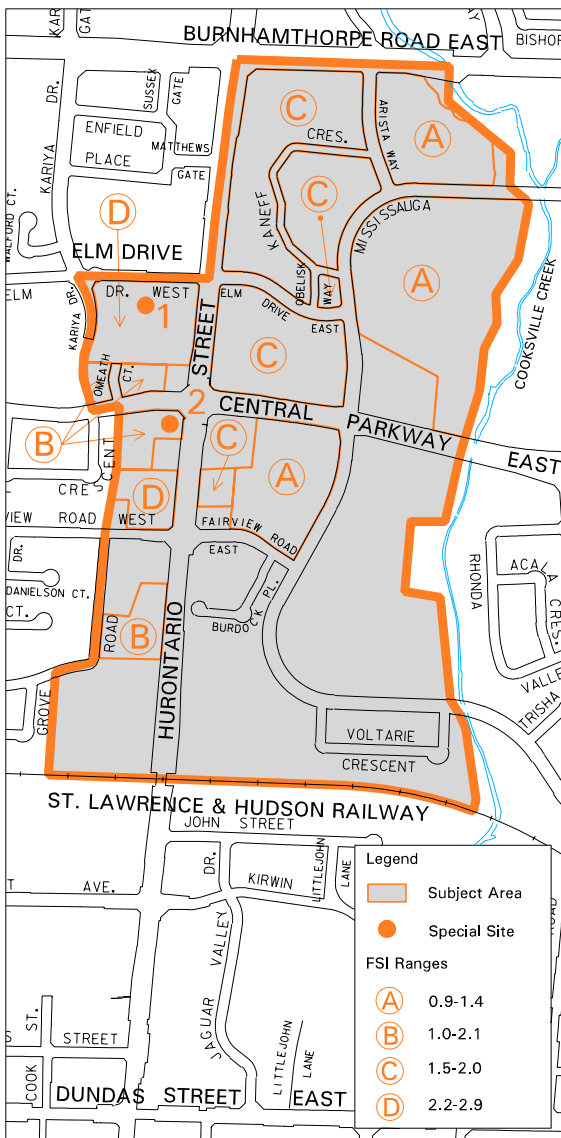 BURNHAMTHORPE ROAD EAST
BISHOP
KAR
GATE
KARIYA DR.
SUSSEX GATE
ENFIELD PLACE
MATTHEWS GATE
C
CRES.
ARISTA WAY
A
WALFORD CT.
D
KANEFF
C
MISSISSAUGA
ELM DRIVE
OBELISK WAY
A
ELM
DR. WEST
ELM DRIVE EAST
KARIYA DR.
1
STREET
COOKSVILLE CREEK
C
OMEATH CT.
2
CENTRAL PARKWAY EAST
B
CENT
C
A
CRES
D
VIEW ROAD WEST
FAIRVIEW ROAD
EAST
DR.
RHONDA
ACALA CRES.
DANIELSON CT.
CT.
BURDOCK PL.
ROAD
B
HURONTARIO
VALLE
TRISHA
GROVE
VOLTARIE
CRESCENT
ST. LAWRENCE & HUDSON RAILWAY
JOHN STREET
T AVE.
DR.
KIRWIN
LITTLEJOHN LANE
JAGUAR VALLEY
S STREET
ST.
COOK
LITTLEJOHN LANE
DUNDAS STREET EAST
Legend
Subject Area
Special Site
FSI Ranges
A 0.9-1.4
B 1.0-2.1
C 1.5-2.0
D 2.2-2.9